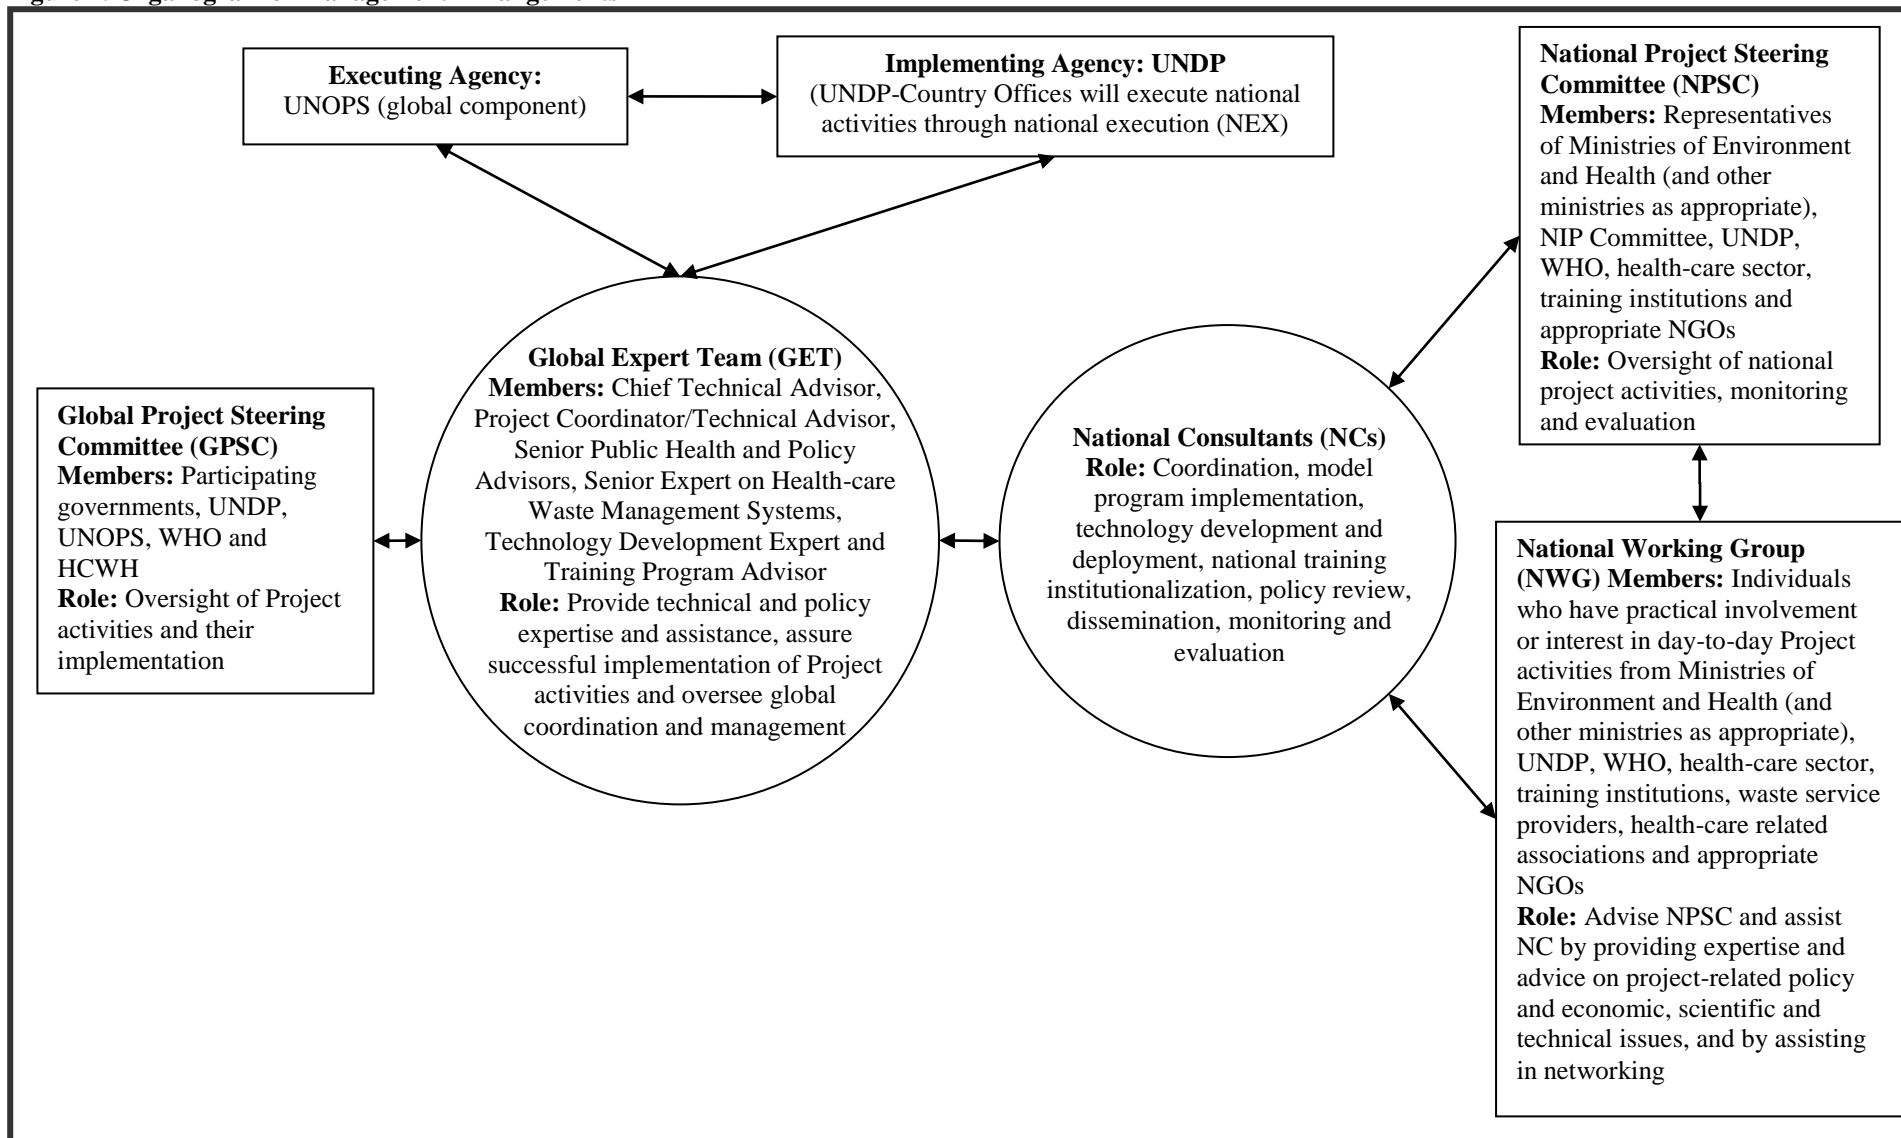 Executing Agency:
UNOPS (global component)
Implementing Agency: UNDP
(UNDP-Country Offices will execute national
activities through national execution (NEX)
National Project Steering
Committee (NPSC)
Members: Representatives
of Ministries of Environment
and Health (and other
ministries as appropriate),
NIP Committee, UNDP,
WHO, health-care sector,
training institutions and
appropriate NGOs
Role: Oversight of national
project activities, monitoring
and evaluation
Global Project Steering
Committee (GPSC)
Members: Participating
governments, UNDP,
UNOPS, WHO and
HCWH
Role: Oversight of Project
activities and their
implementation
Global Expert Team (GET)
Members: Chief Technical Advisor,
Project Coordinator/Technical Advisor,
Senior Public Health and Policy
Advisors, Senior Expert on Health-care
Waste Management Systems,
Technology Development Expert and
Training Program Advisor
Role: Provide technical and policy
expertise and assistance, assure
successful implementation of Project
activities and oversee global
coordination and management
National Consultants (NCs)
Role: Coordination, model
program implementation,
technology development and
deployment, national training
institutionalization, policy review,
dissemination, monitoring and
evaluation
National Working Group
(NWG) Members: Individuals
who have practical involvement
or interest in day-to-day Project
activities from Ministries of
Environment and Health (and
other ministries as appropriate),
UNDP, WHO, health-care sector,
training institutions, waste service
providers, health-care related
associations and appropriate
NGOs
Role: Advise NPSC and assist
NC by providing expertise and
advice on project-related policy
and economic, scientific and
technical issues, and by assisting
in networking